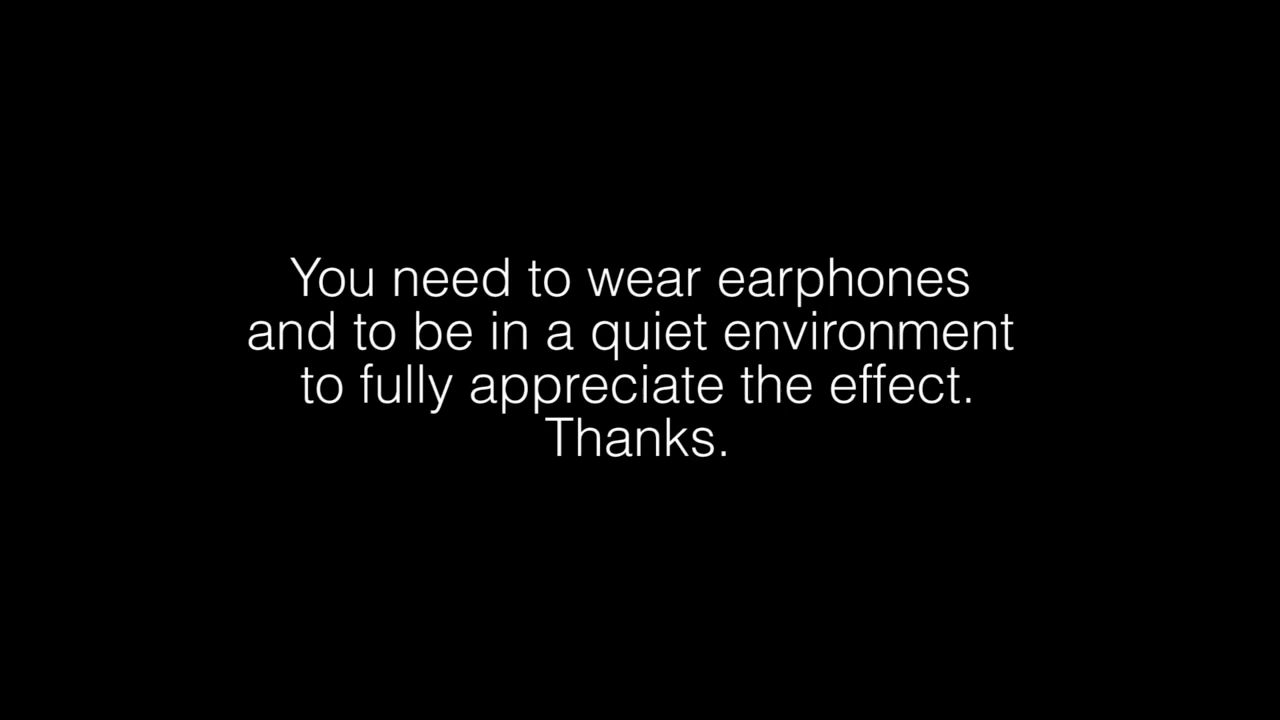 You need to wear earphones
and to be in a quiet environment
to fully appreciate the effect.
Thanks.